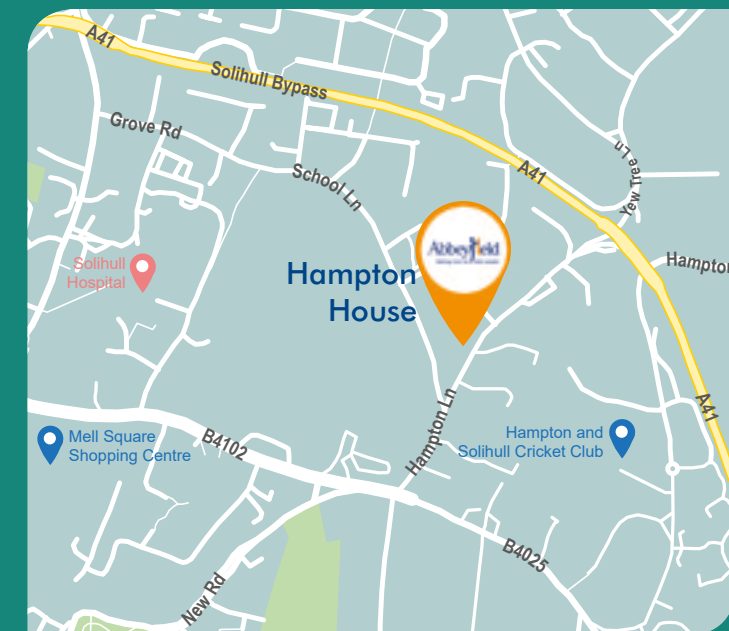 A41
Solihull Bypass
Grove Rd
School Ln
A41
Yew Tree Ln
Abbeyfield
Hampton
House
Solihull
Hospital
Hampton
A41
Mell Square
Shopping Centre
B4102
Hampton Ln
Hampton and
Solihull Cricket Club
B4025
New Rd